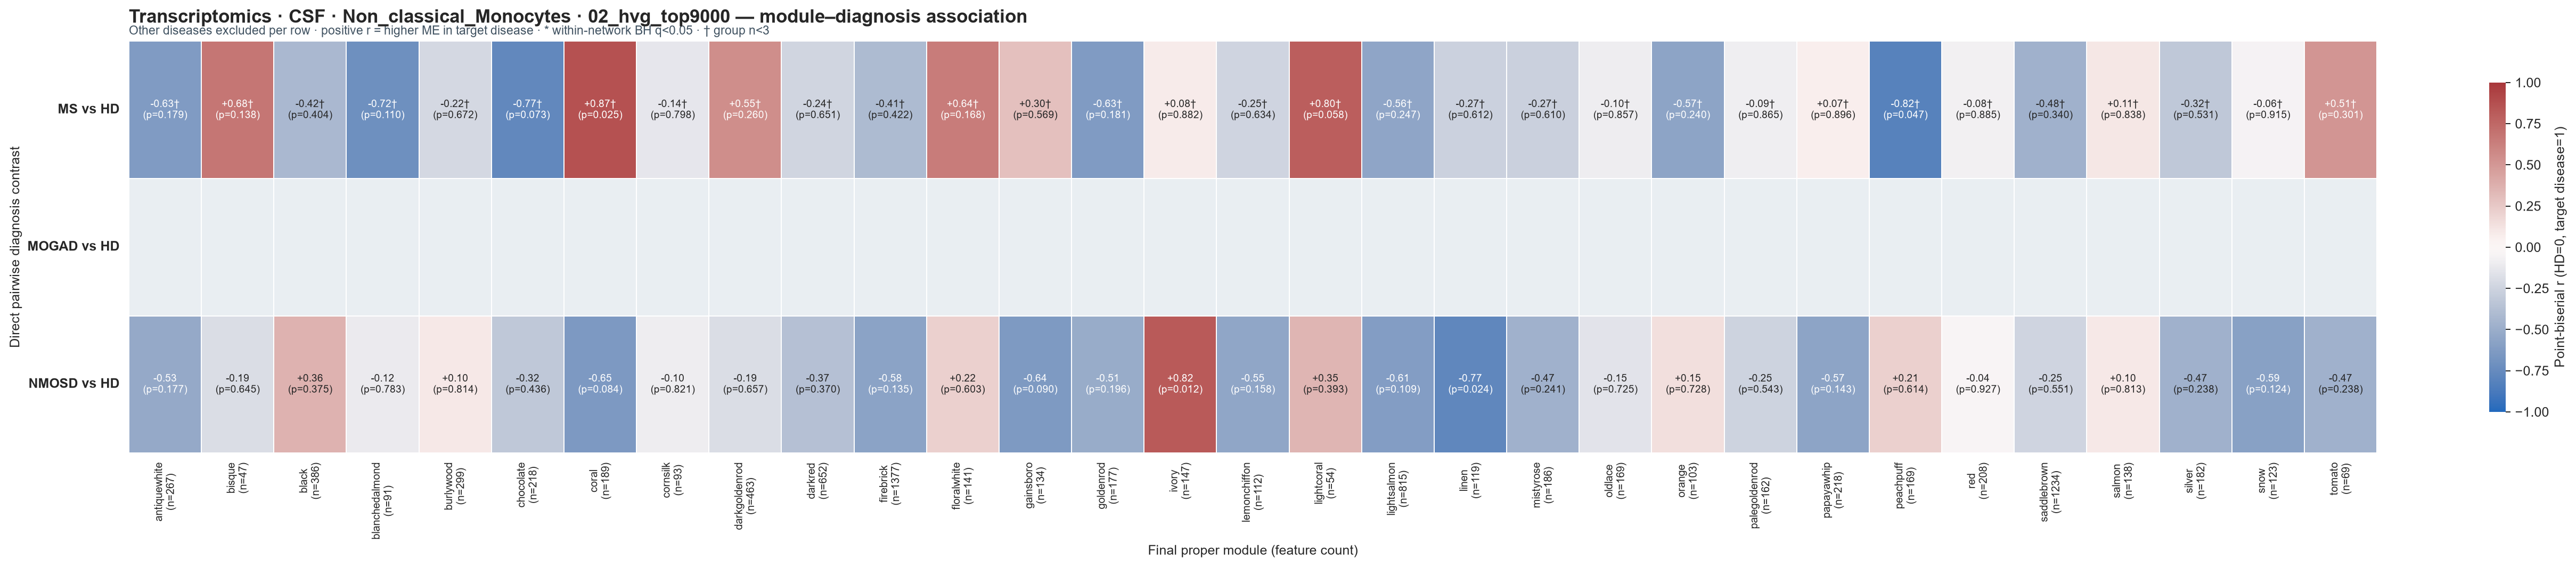 Transcriptomics · CSF · Non_classical_Monocytes · 02_hvg_top9000 — module–diagnosis association
Other diseases excluded per row · positive r = higher ME in target disease · * within-network BH q<0.05 · † group n<3
Direct pairwise diagnosis contrast
MS vs HD
-0.63† +0.68† -0.42† -0.72† -0.22† -0.77† +0.87† -0.14† +0.55† -0.24† -0.41† +0.64† +0.30† -0.63† +0.08† -0.25† +0.80† -0.56† -0.27† -0.27† -0.10† -0.57† -0.09† +0.07† -0.82† -0.08† -0.48† +0.11† -0.32† -0.06† +0.51†
(p=0.179) (p=0.138) (p=0.404) (p=0.110) (p=0.672) (p=0.073) (p=0.025) (p=0.798) (p=0.260) (p=0.651) (p=0.422) (p=0.168) (p=0.569) (p=0.181) (p=0.882) (p=0.634) (p=0.058) (p=0.247) (p=0.612) (p=0.610) (p=0.857) (p=0.240) (p=0.865) (p=0.896) (p=0.047) (p=0.885) (p=0.340) (p=0.838) (p=0.531) (p=0.915) (p=0.301)
MOGAD vs HD
NMOSD vs HD
-0.53 -0.19 +0.36 -0.12 +0.10 -0.32 -0.65 -0.10 -0.19 -0.37 -0.58 +0.22 -0.64 -0.51 +0.82 -0.55 +0.35 -0.61 -0.77 -0.47 -0.15 +0.15 -0.25 -0.57 +0.21 -0.04 -0.25 +0.10 -0.47 -0.59 -0.47
(p=0.177) (p=0.645) (p=0.375) (p=0.783) (p=0.814) (p=0.436) (p=0.084) (p=0.821) (p=0.657) (p=0.370) (p=0.135) (p=0.603) (p=0.090) (p=0.196) (p=0.012) (p=0.158) (p=0.393) (p=0.109) (p=0.024) (p=0.241) (p=0.725) (p=0.728) (p=0.543) (p=0.143) (p=0.614) (p=0.927) (p=0.551) (p=0.813) (p=0.238) (p=0.124) (p=0.238)
antiquewhite
(n=267)
bisque
(n=47)
black
(n=386)
blanchedalmond
(n=91)
burlywood
(n=299)
chocolate
(n=218)
coral
(n=189)
cornsilk
(n=93)
darkgoldenrod
(n=463)
darkred
(n=652)
firebrick
(n=1377)
floralwhite
(n=141)
gainsboro
(n=134)
goldenrod
(n=177)
ivory
(n=147)
lemonchiffon
(n=112)
lightcoral
(n=54)
lightsalmon
(n=815)
linen
(n=119)
mistyrose
(n=186)
oldlace
(n=169)
orange
(n=103)
palegoldenrod
(n=162)
papayawhip
(n=218)
peachpuff
(n=169)
red
(n=208)
saddlebrown
(n=1234)
salmon
(n=138)
silver
(n=182)
snow
(n=123)
tomato
(n=69)
Final proper module (feature count)
1.00
0.75
0.50
0.25
0.00
−0.25
−0.50
−0.75
−1.00
Point-biserial r (HD=0, target disease=1)